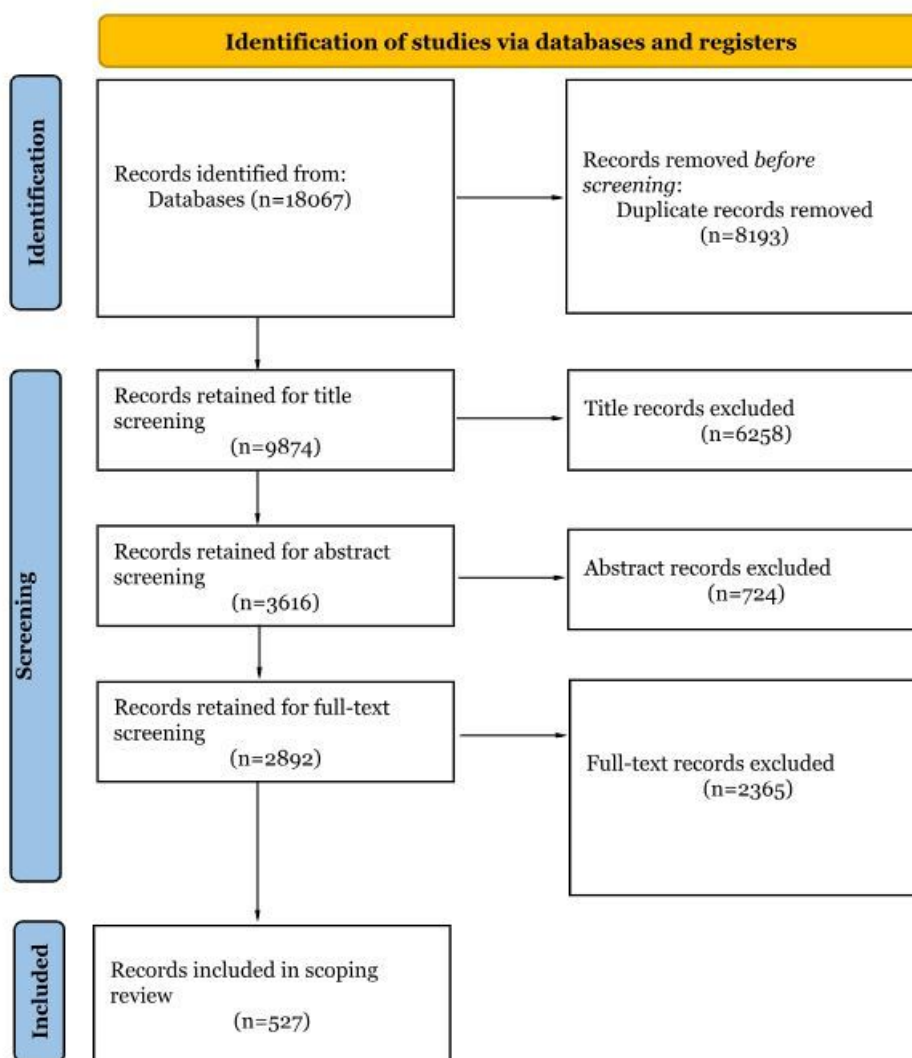 Identification of studies via databases and registers
Identification
Records identified from:
Databases (n=18067)
Records removed before
screening:
Duplicate records removed
(n=8193)
Screening
Records retained for title
screening
(n=9874)
Title records excluded
(n=6258)
Records retained for abstract
screening
(n=3616)
Abstract records excluded
(n=724)
Records retained for full-text
screening
(n=2892)
Full-text records excluded
(n=2365)
Included
Records included in scoping
review
(n=527)